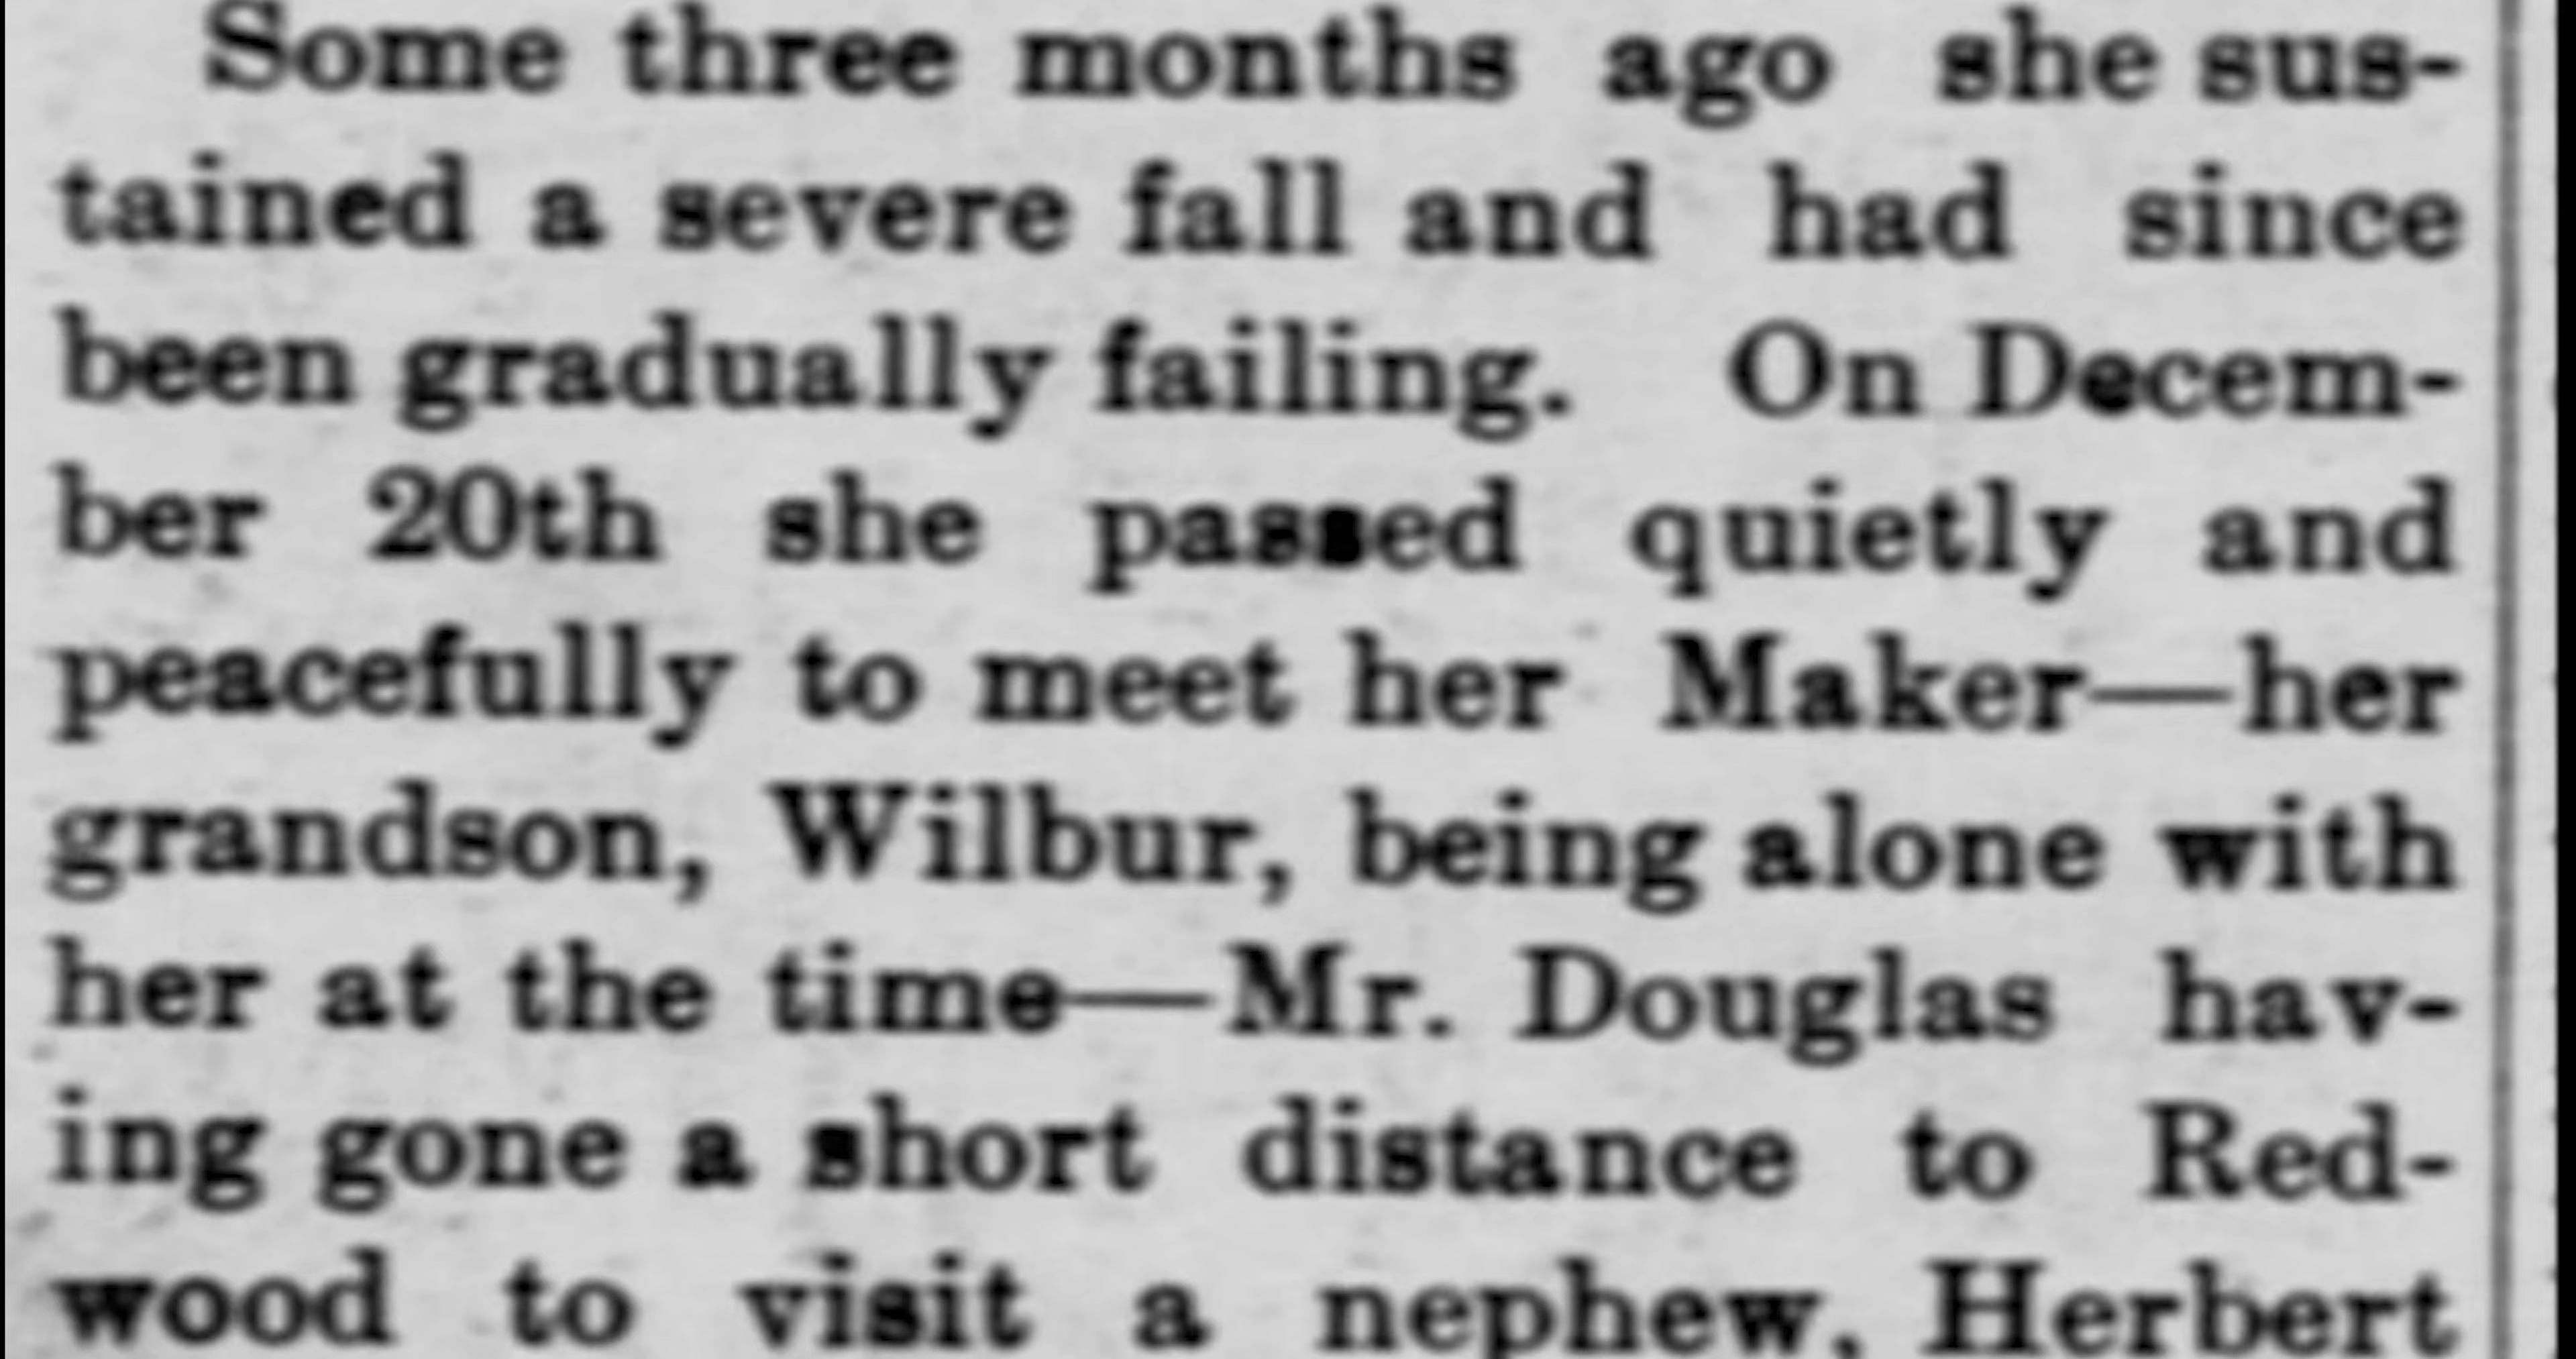 Some three months ago she sus-
tained a severe fall and had since
been gradually failing. On Decem-
ber 20th she passed quietly and
peacefully to meet her Maker—her
grandson, Wilbur, being alone with
her at the time—Mr. Douglas hav-
ing gone a short distance to Red-
wood to visit a nephew, Herbert